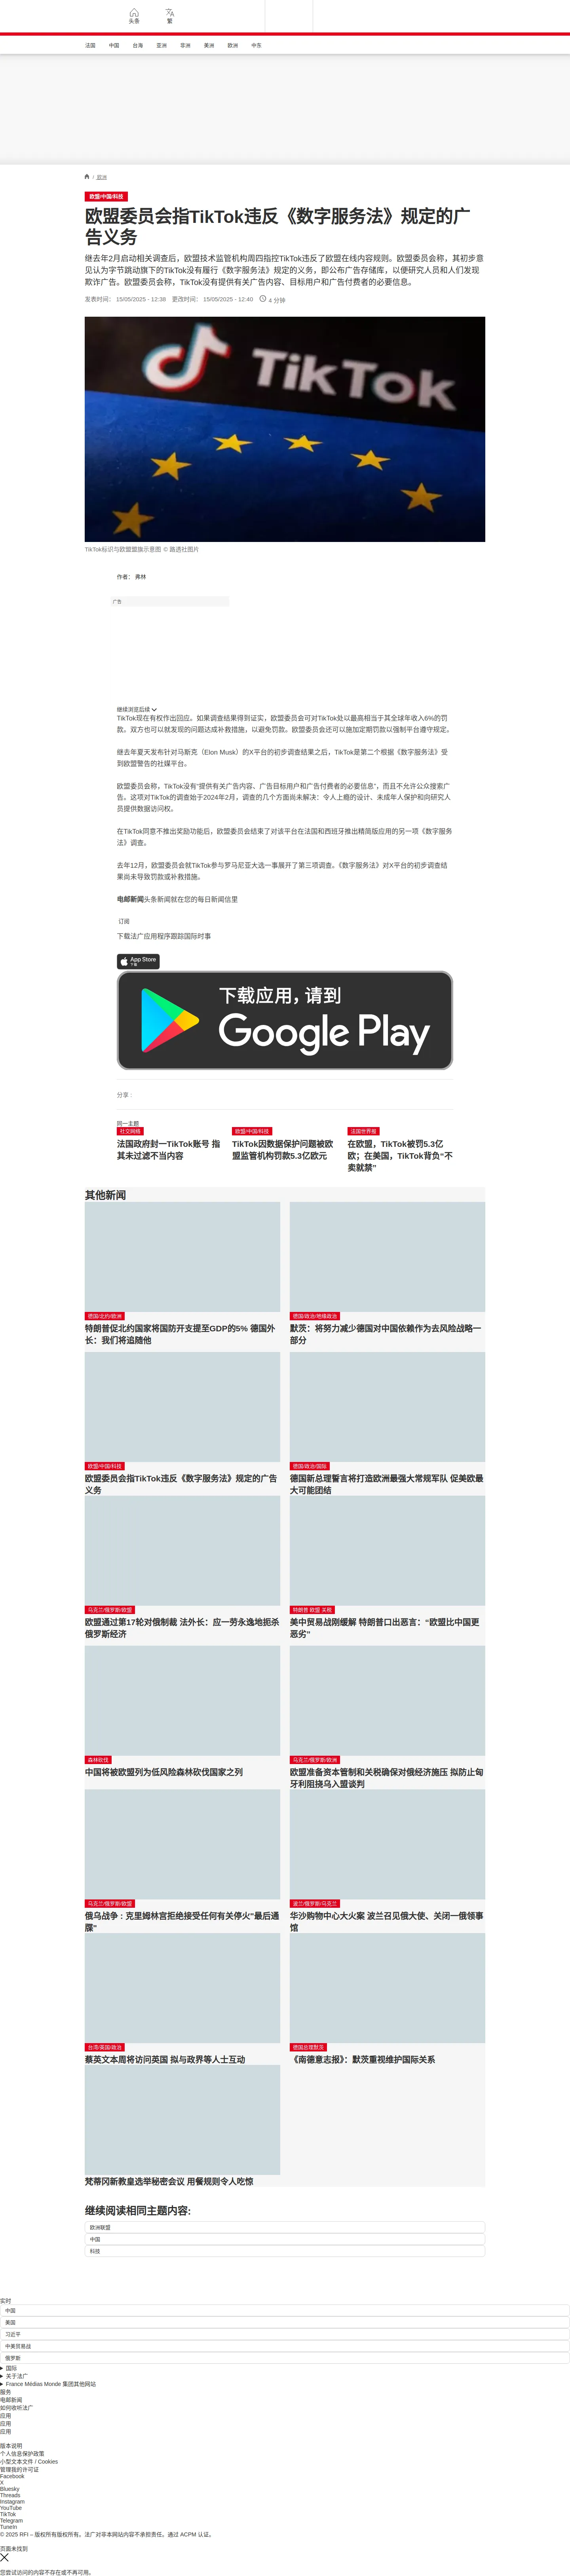 头条
繁
法国 中国 台海 亚洲 非洲 美洲 欧洲 中东
/ 欧洲
欧盟/中国/科技
欧盟委员会指TikTok违反《数字服务法》规定的广
告义务
继去年2月启动相关调查后，欧盟技术监管机构周四指控TikTok违反了欧盟在线内容规则。欧盟委员会称，其初步意
见认为字节跳动旗下的TikTok没有履行《数字服务法》规定的义务，即公布广告存储库，以便研究人员和人们发现
欺诈广告。欧盟委员会称，TikTok没有提供有关广告内容、目标用户和广告付费者的必要信息。
发表时间： 15/05/2025 - 12:38 更改时间： 15/05/2025 - 12:40 4 分钟
TikTok
TikTok标识与欧盟盟旗示意图 © 路透社图片
作者： 弗林
广告
继续浏览后续
TikTok现在有权作出回应。如果调查结果得到证实，欧盟委员会可对TikTok处以最高相当于其全球年收入6%的罚
款。双方也可以就发现的问题达成补救措施，以避免罚款。欧盟委员会还可以施加定期罚款以强制平台遵守规定。
继去年夏天发布针对马斯克（Elon Musk）的X平台的初步调查结果之后，TikTok是第二个根据《数字服务法》受
到欧盟警告的社媒平台。
欧盟委员会称，TikTok没有“提供有关广告内容、广告目标用户和广告付费者的必要信息”，而且不允许公众搜索广
告。这项对TikTok的调查始于2024年2月，调查的几个方面尚未解决：令人上瘾的设计、未成年人保护和向研究人
员提供数据访问权。
在TikTok同意不推出奖励功能后，欧盟委员会结束了对该平台在法国和西班牙推出精简版应用的另一项《数字服务
法》调查。
去年12月，欧盟委员会就TikTok参与罗马尼亚大选一事展开了第三项调查。《数字服务法》对X平台的初步调查结
果尚未导致罚款或补救措施。
电邮新闻头条新闻就在您的每日新闻信里
订阅
下载法广应用程序跟踪国际时事
App Store
下载
下载应用，请到
Google Play
分享 :
同一主题
社交网络
法国政府封一TikTok账号 指
其未过滤不当内容
欧盟/中国/科技
TikTok因数据保护问题被欧
盟监管机构罚款5.3亿欧元
法国世界报
在欧盟，TikTok被罚5.3亿
欧；在美国，TikTok背负“不
卖就禁”
其他新闻
德国/北约/欧洲
特朗普促北约国家将国防开支提至GDP的5% 德国外
长：我们将追随他
德国/政治/地缘政治
默茨：将努力减少德国对中国依赖作为去风险战略一
部分
欧盟/中国/科技
欧盟委员会指TikTok违反《数字服务法》规定的广告
义务
德国/政治/国际
德国新总理誓言将打造欧洲最强大常规军队 促美欧最
大可能团结
乌克兰/俄罗斯/欧盟
欧盟通过第17轮对俄制裁 法外长：应一劳永逸地扼杀
俄罗斯经济
特朗普 欧盟 关税
美中贸易战刚缓解 特朗普口出恶言：“欧盟比中国更
恶劣”
森林砍伐
中国将被欧盟列为低风险森林砍伐国家之列
乌克兰/俄罗斯/欧洲
欧盟准备资本管制和关税确保对俄经济施压 拟防止匈
牙利阻挠乌入盟谈判
乌克兰/俄罗斯/欧盟
俄乌战争 : 克里姆林宫拒绝接受任何有关停火“最后通
牒”
波兰/俄罗斯/乌克兰
华沙购物中心大火案 波兰召见俄大使、关闭一俄领事
馆
台湾/英国/政治
蔡英文本周将访问英国 拟与政界等人士互动
德国总理默茨
《南德意志报》：默茨重视维护国际关系
梵蒂冈新教皇选举秘密会议 用餐规则令人吃惊
继续阅读相同主题内容:
欧洲联盟
中国
科技
实时
中国
美国
习近平
中美贸易战
俄罗斯
国际
关于法广
France Médias Monde 集团其他网站
服务
电邮新闻
如何收听法广
应用
应用
应用
版本说明
个人信息保护政策
小型文本文件 / Cookies
管理我的许可证
Facebook
X
Bluesky
Threads
Instagram
YouTube
TikTok
Telegram
TuneIn
© 2025 RFI – 版权所有版权所有。法广对非本网站内容不承担责任。通过 ACPM 认证。
页面未找到
您尝试访问的内容不存在或不再可用。